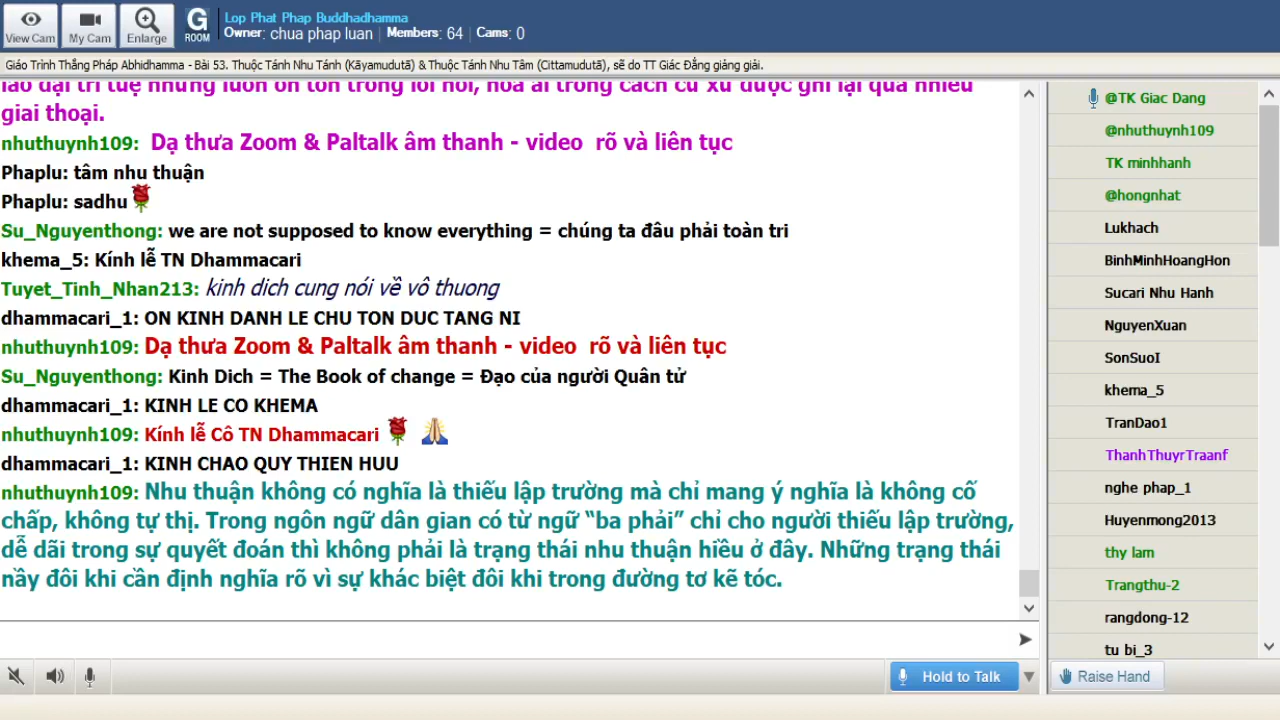 View Cam
My Cam
Enlarge
G
ROOM
Lop Phat Phap Buddhadhamma
Owner: chua phap luan Members: 64 Cams: 0
Giáo Trình Thắng Pháp Abhidhamma - Bài 53. Thuộc Tánh Nhu Tánh (Kāyamudutā) & Thuộc Tánh Nhu Tâm (Cittamudutā), sẽ do TT Giác Đẳng giảng giải.
giai thoại.
nhuthuynh109: Dạ thưa Zoom & Paltalk âm thanh - video rõ và liên tục
Phaplu: tâm nhu thuận
Phaplu: sadhu
Su_Nguyenthong: we are not supposed to know everything = chúng ta đâu phải toàn tri
khema_5: Kính lễ TN Dhammacari
Tuyet_Tinh_Nhan213: kinh dich cung nói về vô thuong
dhammacari_1: ON KINH DANH LE CHU TON DUC TANG NI
nhuthuynh109: Dạ thưa Zoom & Paltalk âm thanh - video rõ và liên tục
Su_Nguyenthong: Kinh Dich = The Book of change = Đạo của người Quân tử
dhammacari_1: KINH LE CO KHEMA
nhuthuynh109: Kính lễ Cô TN Dhammacari
dhammacari_1: KINH CHAO QUY THIEN HUU
nhuthuynh109: Nhu thuận không có nghĩa là thiếu lập trường mà chỉ mang ý nghĩa là không cố
chấp, không tự thị. Trong ngôn ngữ dân gian có từ ngữ “ba phải” chỉ cho người thiếu lập trường,
dễ dãi trong sự quyết đoán thì không phải là trạng thái nhu thuận hiều ở đây. Những trạng thái
nầy đôi khi cần định nghĩa rõ vì sự khác biệt đôi khi trong đường tơ kẽ tóc.
@TK Giac Dang
@nhuthuynh109
TK minhhanh
@hongnhat
Lukhach
BinhMinhHoangHon
Sucari Nhu Hanh
NguyenXuan
SonSuoI
khema_5
TranDao1
ThanhThuyrTraanf
nghe phap_1
Huyenmong2013
thy lam
Trangthu-2
rangdong-12
tu bi_3
Hold to Talk
Raise Hand